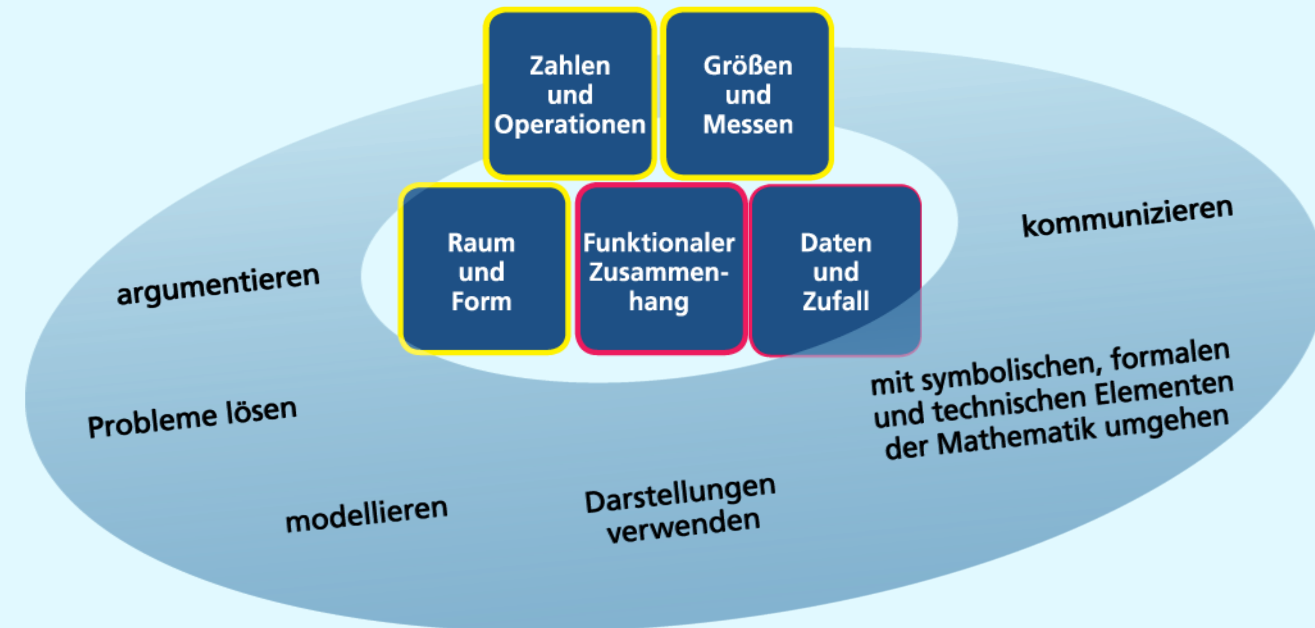 Zahlen
und
Operationen
Größen
und
Messen
Raum
und
Form
Funktionaler
Zusammen-
hang
Daten
und
Zufall
kommunizieren
argumentieren
mit symbolischen, formalen
und technischen Elementen
der Mathematik umgehen
Probleme lösen
modellieren
Darstellungen
verwenden